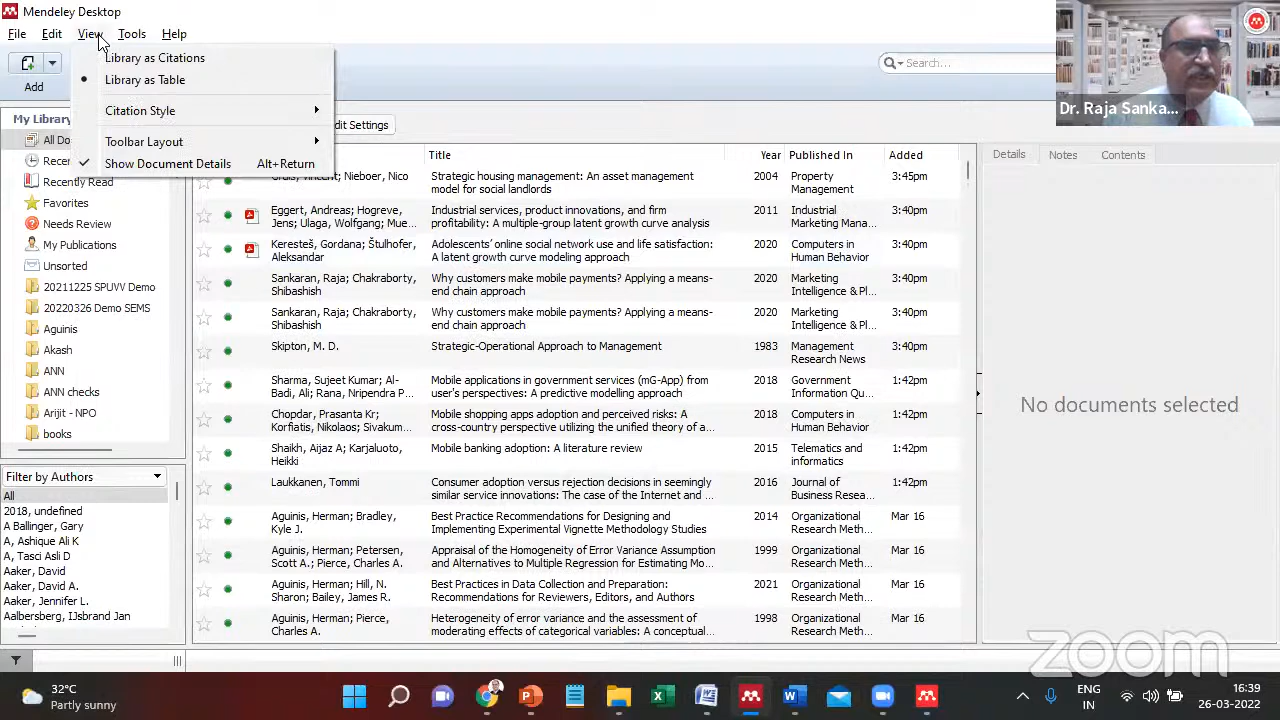 Mendeley Desktop
File Edit View Tools Help
Library as Citations
Library as Table
Citation Style
Toolbar Layout
Show Document Details Alt+Return
Add
Search...
Dr. Raja Sanka...
My Library
All Do
Recen
Recently Read
Favorites
Needs Review
My Publications
Unsorted
20211225 SPUVV Demo
20220326 Demo SEMS
Aguinis
Akash
ANN
ANN checks
Arijit - NPO
books
Filter by Authors
All
2018, undefined
A Ballinger, Gary
A, Ashique Ali K
A, Tasci Asli D
Aaker, David
Aaker, David A.
Aaker, Jennifer L.
Aalbersberg, IJsbrand Jan
dit Settings
Title Year Published In Added
Nieboer, Nico Strategic housing management: An asset management 2004 Property 3:45pm
model for social landlords Management
Eggert, Andreas; Hogreve, Industrial services, product innovations, and firm 2011 Industrial 3:40pm
Jens; Ulaga, Wolfgang; Mue... profitability: A multiple-group latent growth curve analysis Marketing Mana...
Keresteš, Gordana; Štulhofer, Adolescents' online social network use and life satisfaction: 2020 Computers in 3:40pm
Aleksandar A latent growth curve modeling approach Human Behavior
Sankaran, Raja; Chakraborty, Why customers make mobile payments? Applying a means- 2020 Marketing 3:40pm
Shibashish end chain approach Intelligence & Pl...
Sankaran, Raja; Chakraborty, Why customers make mobile payments? Applying a means- 2020 Marketing 3:40pm
Shibashish end chain approach Intelligence & Pl...
Skipton, M. D. Strategic-Operational Approach to Management 1983 Management 3:40pm
Research News
Sharma, Sujeet Kumar; Al- Mobile applications in government services (mG-App) from 2018 Government 1:42pm
Badi, Ali; Rana, Nripendra P... user's perspectives: A predictive modelling approach Information Qu...
Chopdar, Prasanta Kr; Mobile shopping apps adoption and perceived risks: A 2018 Computers in 1:42pm
Korfiatis, Nikolaos; Sivakum... cross-country perspective utilizing the unified theory of a... Human Behavior
Shaikh, Aijaz A; Karjaluoto, Mobile banking adoption: A literature review 2015 Telematics and 1:42pm
Heikki informatics
Laukkanen, Tommi Consumer adoption versus rejection decisions in seemingly 2016 Journal of 1:42pm
similar service innovations: The case of the Internet and ... Business Resea...
Aguinis, Herman; Bradley, Best Practice Recommendations for Designing and 2014 Organizational Mar 16
Kyle J. Implementing Experimental Vignette Methodology Studies Research Meth...
Aguinis, Herman; Petersen, Appraisal of the Homogeneity of Error Variance Assumption 1999 Organizational Mar 16
Scott A.; Pierce, Charles A. and Alternatives to Multiple Regression for Estimating Mo... Research Meth...
Aguinis, Herman; Hill, N. Best Practices in Data Collection and Preparation: 2021 Organizational Mar 16
Sharon; Bailey, James R. Recommendations for Reviewers, Editors, and Authors Research Meth...
Aguinis, Herman; Pierce, Heterogeneity of error variance and the assessment of 1998 Organizational Mar 16
Charles A. moderating effects of categorical variables: A conceptual... Research Meth...
Details Notes Contents
No documents selected
zoom
32°C
Partly sunny
ENG
IN
16:39
26-03-2022